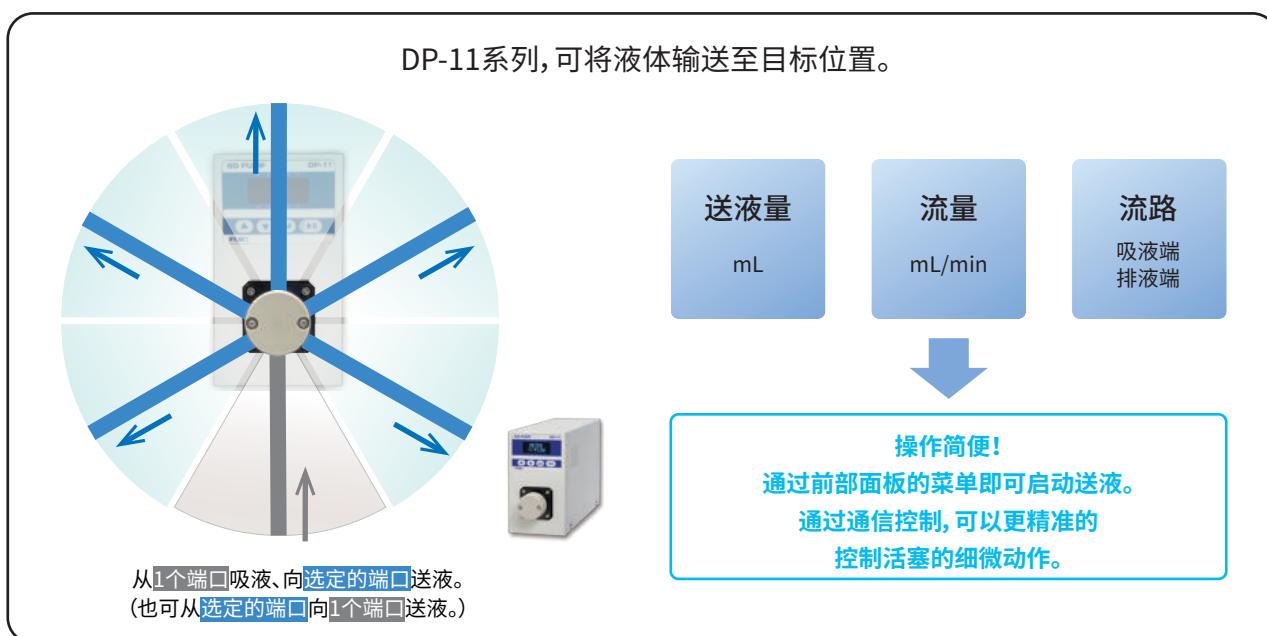 DP-11系列,可将液体输送至目标位置。
DP-11
送液量
mL
流量
mL/min
流路
吸液端
排液端
操作简便!
通过前部面板的菜单即可启动送液。
通过通信控制,可以更精准的
控制活塞的细微动作。
从1个端口吸液、向选定的端口送液。
(也可从选定的端口向1个端口送液。)